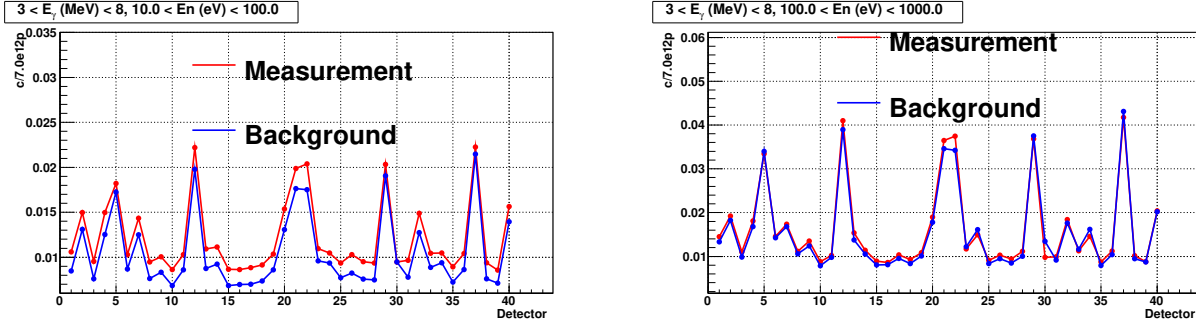 3 < E_γ (MeV) < 8, 10.0 < En (eV) < 100.0
c/7.0e12p
0.035
0.03
0.025
0.02
0.015
0.01
Measurement
Background
0 5 10 15 20 25 30 35 40
Detector
3 < E_γ (MeV) < 8, 100.0 < En (eV) < 1000.0
c/7.0e12p
0.06
0.05
0.04
0.03
0.02
0.01
Measurement
Background
0 5 10 15 20 25 30 35 40
Detector